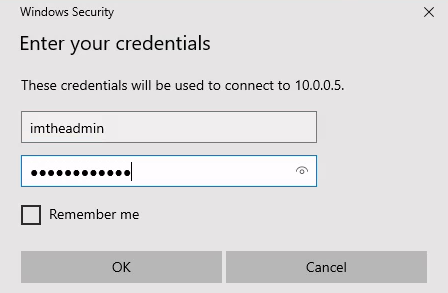 Windows Security
Enter your credentials
These credentials will be used to connect to 10.0.0.5.
imtheadmin
••••••••••••
Remember me
OK
Cancel